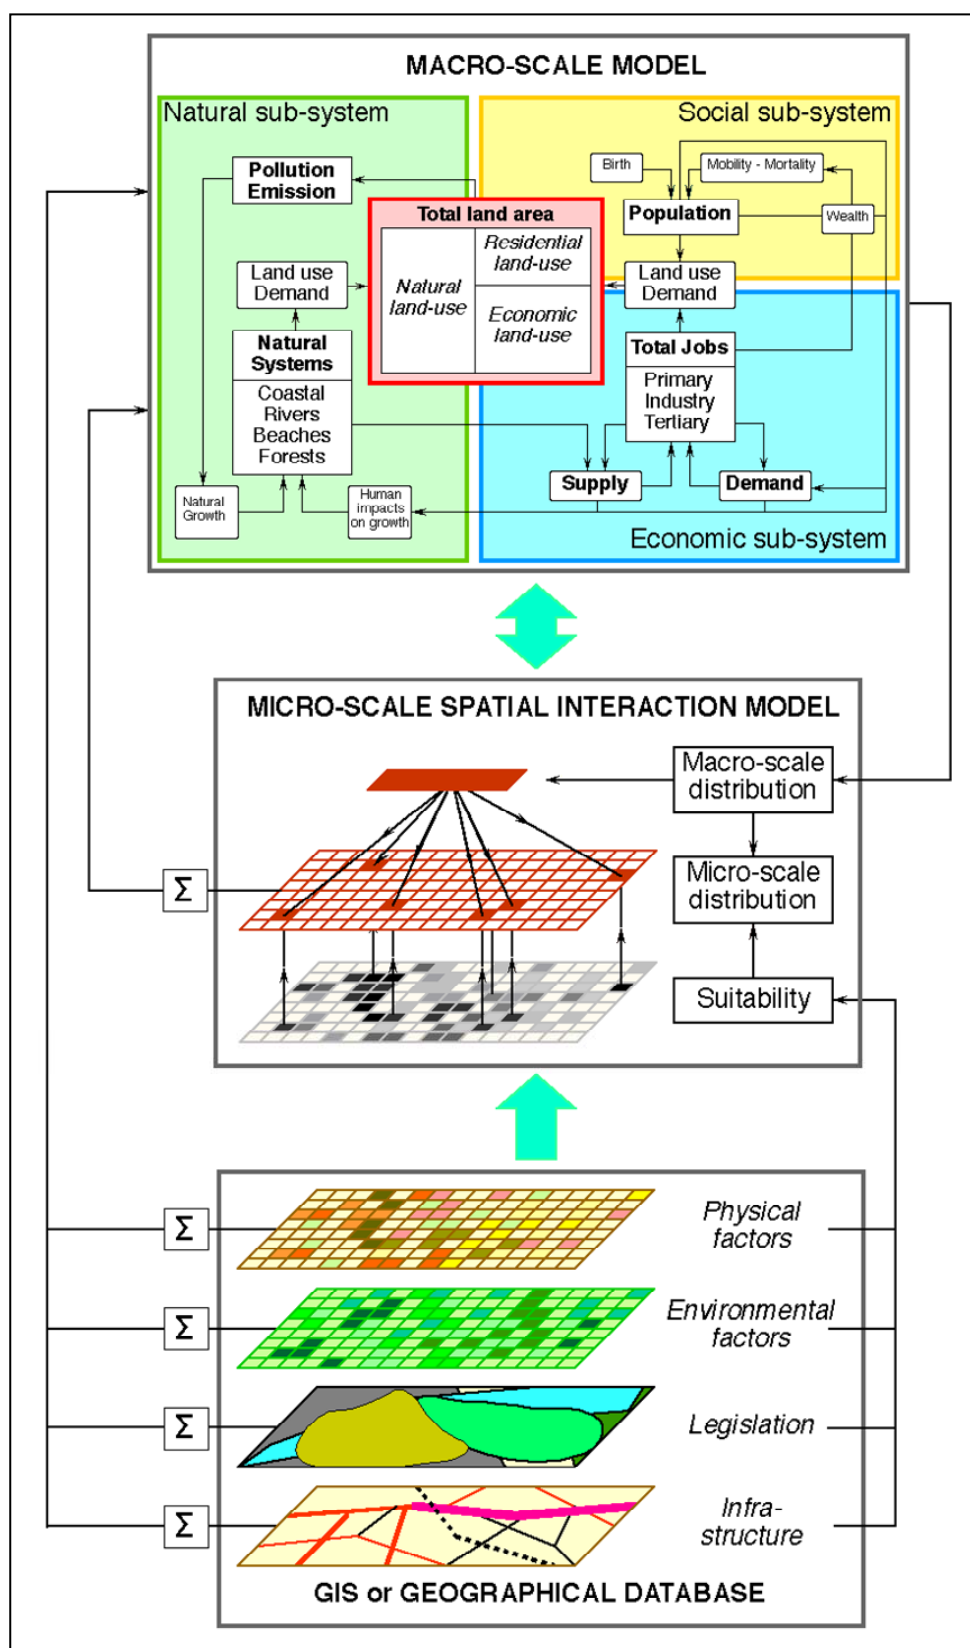 MACRO-SCALE MODEL
Natural sub-system
Social sub-system
Pollution
Emission
Birth
Mobility - Mortality
Population
Wealth
Total land area
Residential
land-use
Natural
land-use
Economic
land-use
Land use
Demand
Land use
Demand
Natural
Systems
Coastal
Rivers
Beaches
Forests
Total Jobs
Primary
Industry
Tertiary
Supply
Demand
Natural
Growth
Human
impacts
on growth
Economic sub-system
MICRO-SCALE SPATIAL INTERACTION MODEL
Macro-scale
distribution
Micro-scale
distribution
Σ
Suitability
Σ
Physical
factors
Σ
Environmental
factors
Σ
Legislation
Σ
Infra-
structure
GIS or GEOGRAPHICAL DATABASE